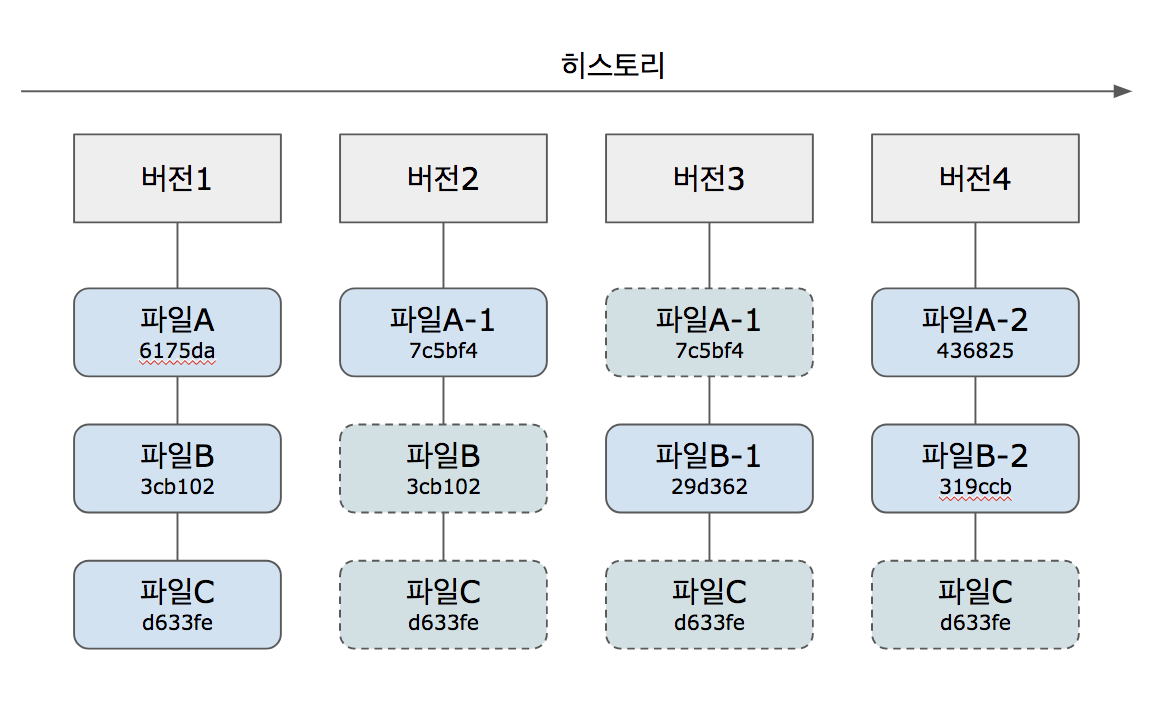 히스토리
버전1
버전2
버전3
버전4
파일A
6175da
파일A-1
7c5bf4
파일A-1
7c5bf4
파일A-2
436825
파일B
3cb102
파일B
3cb102
파일B-1
29d362
파일B-2
319ccb
파일C
d633fe
파일C
d633fe
파일C
d633fe
파일C
d633fe